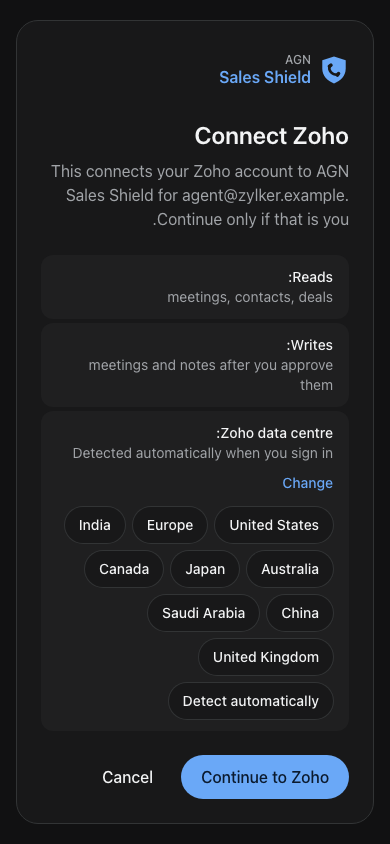 AGN
Sales Shield
Connect Zoho
This connects your Zoho account to AGN
Sales Shield for agent@zylker.example.
.Continue only if that is you
:Reads
meetings, contacts, deals
:Writes
meetings and notes after you approve
them
:Zoho data centre
Detected automatically when you sign in
Change
India Europe United States
Canada Japan Australia
Saudi Arabia China
United Kingdom
Detect automatically
Cancel Continue to Zoho